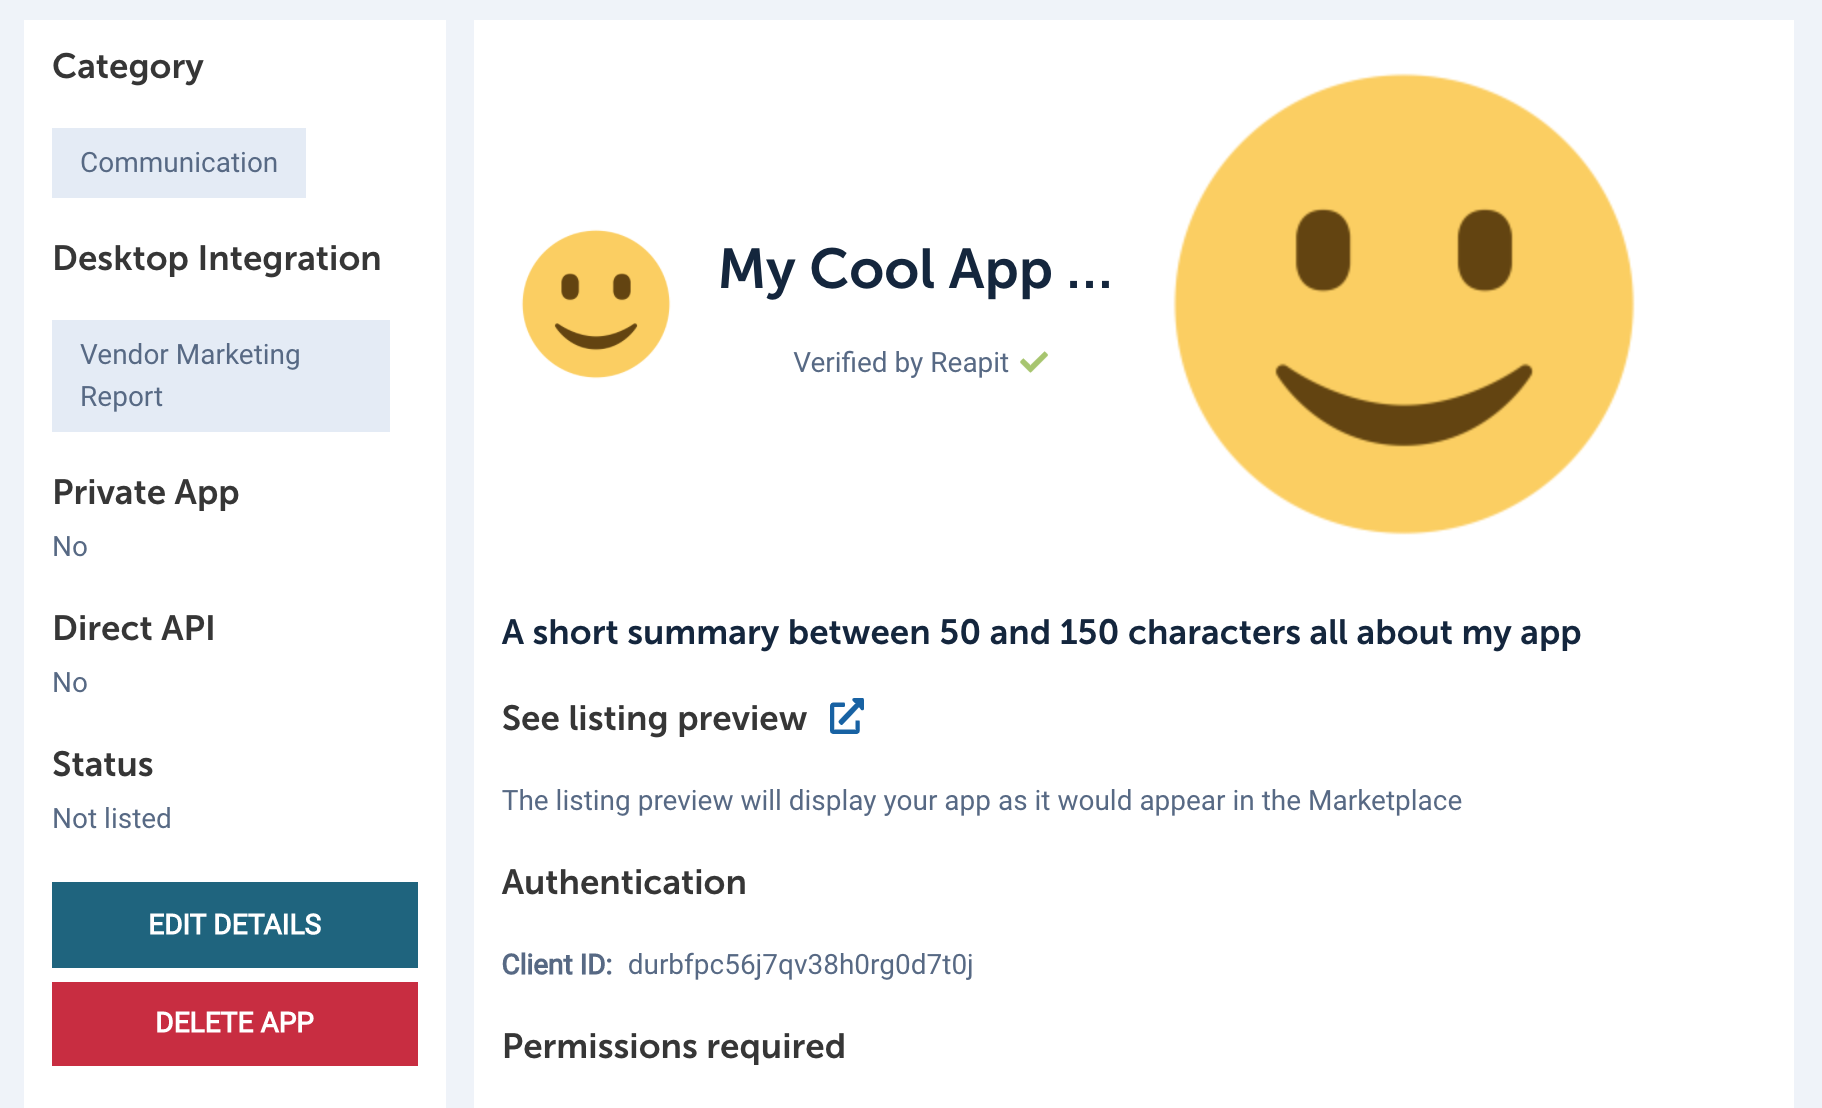 Category
Communication
Desktop Integration
Vendor Marketing
Report
Private App
No
Direct API
No
Status
Not listed
EDIT DETAILS
DELETE APP
My Cool App ...
Verified by Reapit
A short summary between 50 and 150 characters all about my app
See listing preview
The listing preview will display your app as it would appear in the Marketplace
Authentication
Client ID: durbfpc56j7qv38h0rg0d7t0j
Permissions required